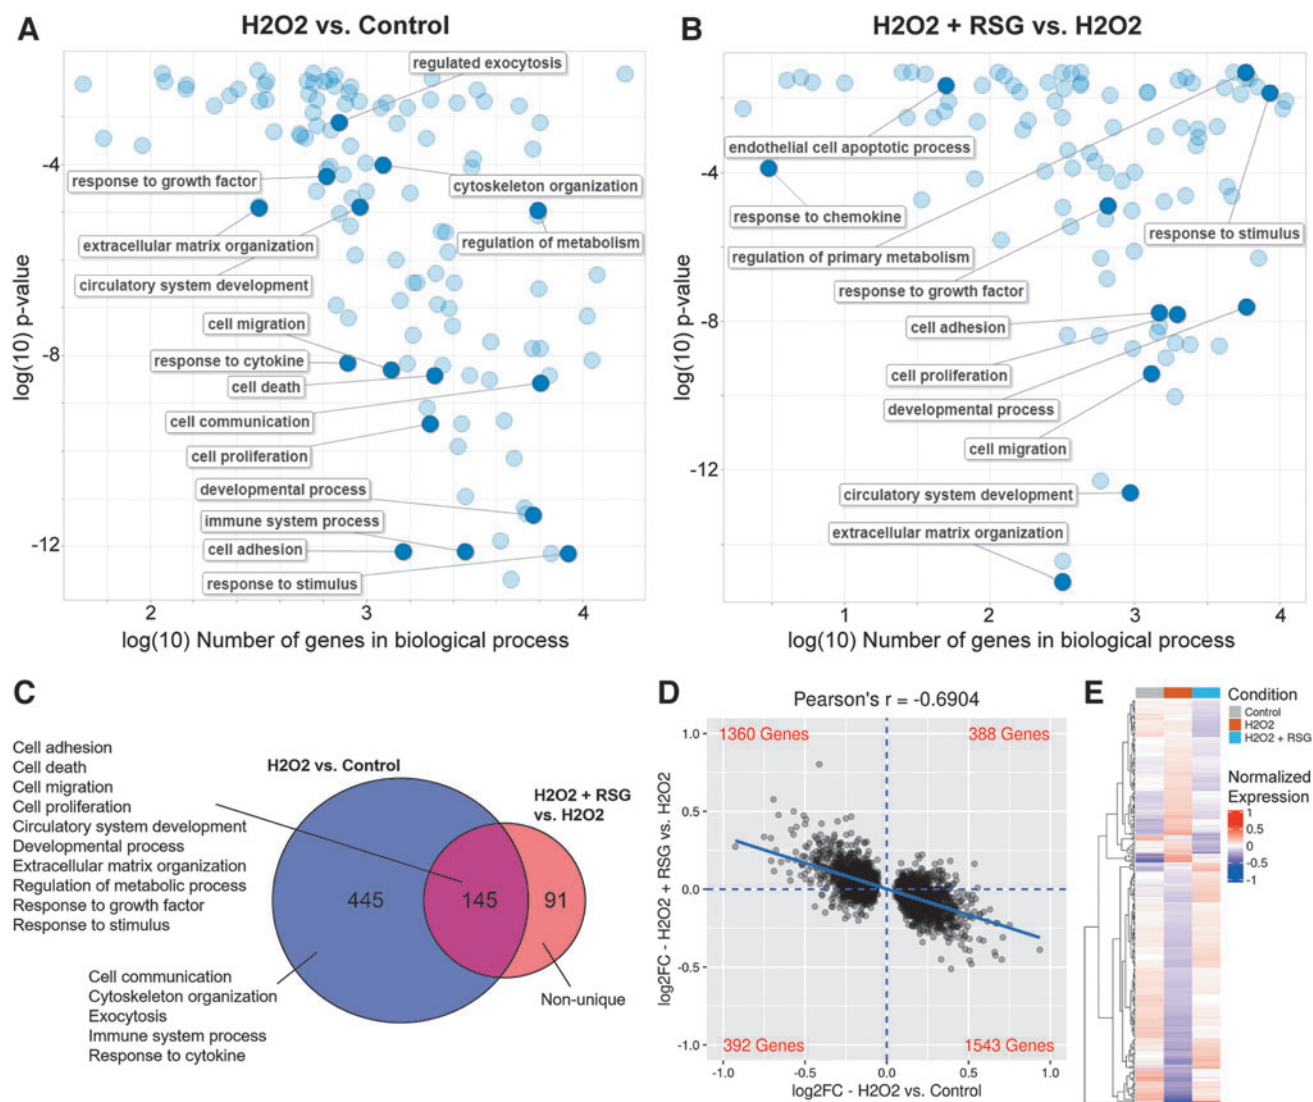 A
H2O2 vs. Control
regulated exocytosis
-4
response to growth factor
cytoskeleton organization
extracellular matrix organization
regulation of metabolism
circulatory system development
cell migration
response to cytokine
-8
cell death
cell communication
cell proliferation
developmental process
immune system process
-12
cell adhesion
response to stimulus
2
3
4
log(10) p-value
log(10) Number of genes in biological process
B
H2O2 + RSG vs. H2O2
endothelial cell apoptotic process
-4
response to chemokine
response to stimulus
regulation of primary metabolism
response to growth factor
-8
cell adhesion
cell proliferation
developmental process
cell migration
-12
circulatory system development
extracellular matrix organization
1
2
3
4
log(10) p-value
log(10) Number of genes in biological process
C
Cell adhesion
Cell death
Cell migration
Cell proliferation
Circulatory system development
Developmental process
Extracellular matrix organization
Regulation of metabolic process
Response to growth factor
Response to stimulus
H2O2 vs. Control
H2O2 + RSG
vs. H2O2
445
145
91
Cell communication
Cytoskeleton organization
Exocytosis
Immune system process
Response to cytokine
Non-unique
D
Pearson's r = -0.6904
1360 Genes
388 Genes
392 Genes
1543 Genes
1.0
0.5
0.0
-0.5
-1.0
-1.0
-0.5
0.0
0.5
1.0
log2FC - H2O2 + RSG vs. H2O2
log2FC - H2O2 vs. Control
E
Condition
Control
H2O2
H2O2 + RSG
Normalized
Expression
1
0.5
0
-0.5
-1